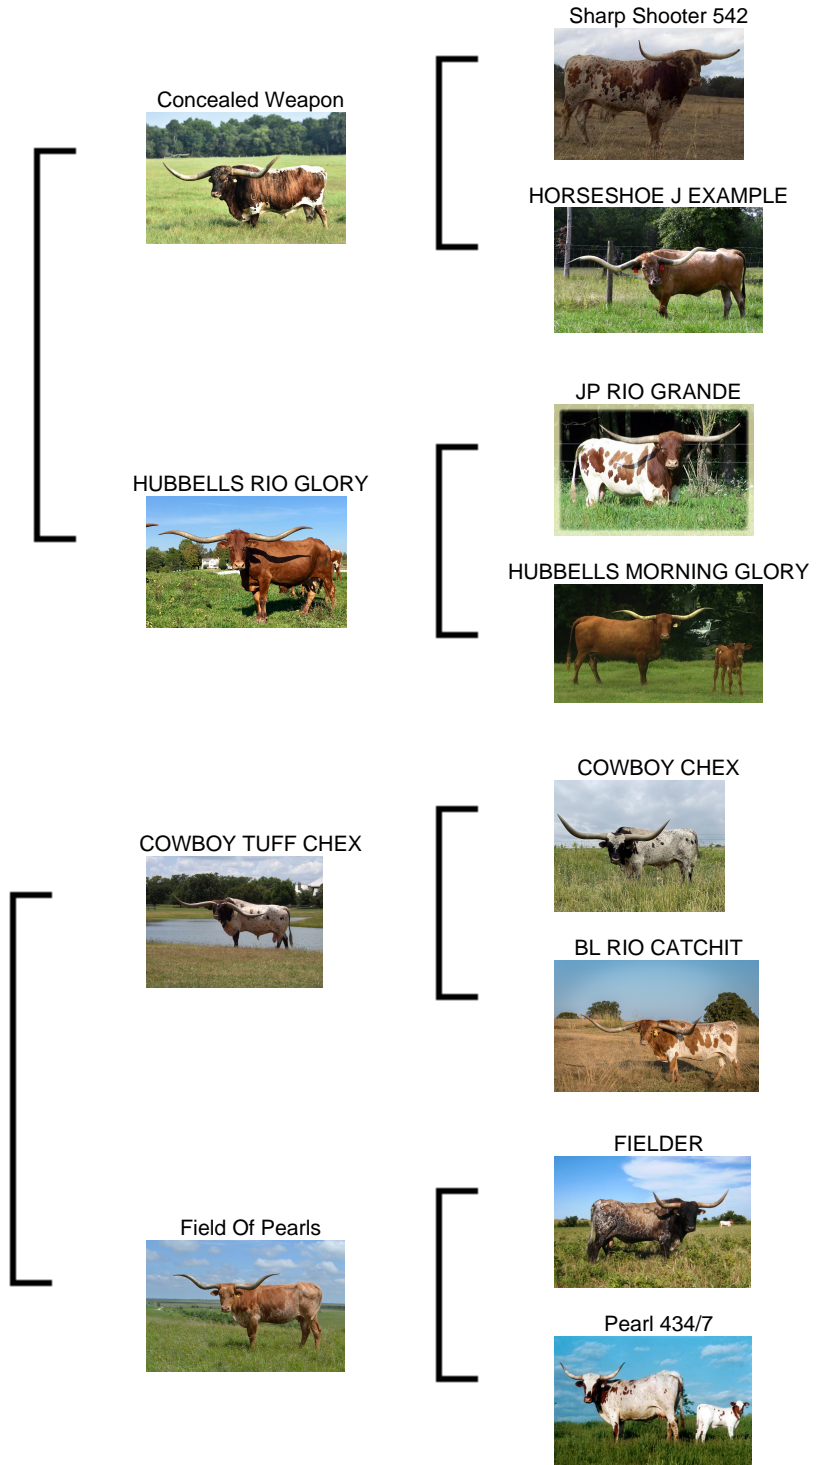 Sharp Shooter 542
Concealed Weapon
HORSESHOE J EXAMPLE
JP RIO GRANDE
HUBBELLS RIO GLORY
HUBBELLS MORNING GLORY
COWBOY CHEX
COWBOY TUFF CHEX
BL RIO CATCHIT
FIELDER
Field Of Pearls
Pearl 434/7